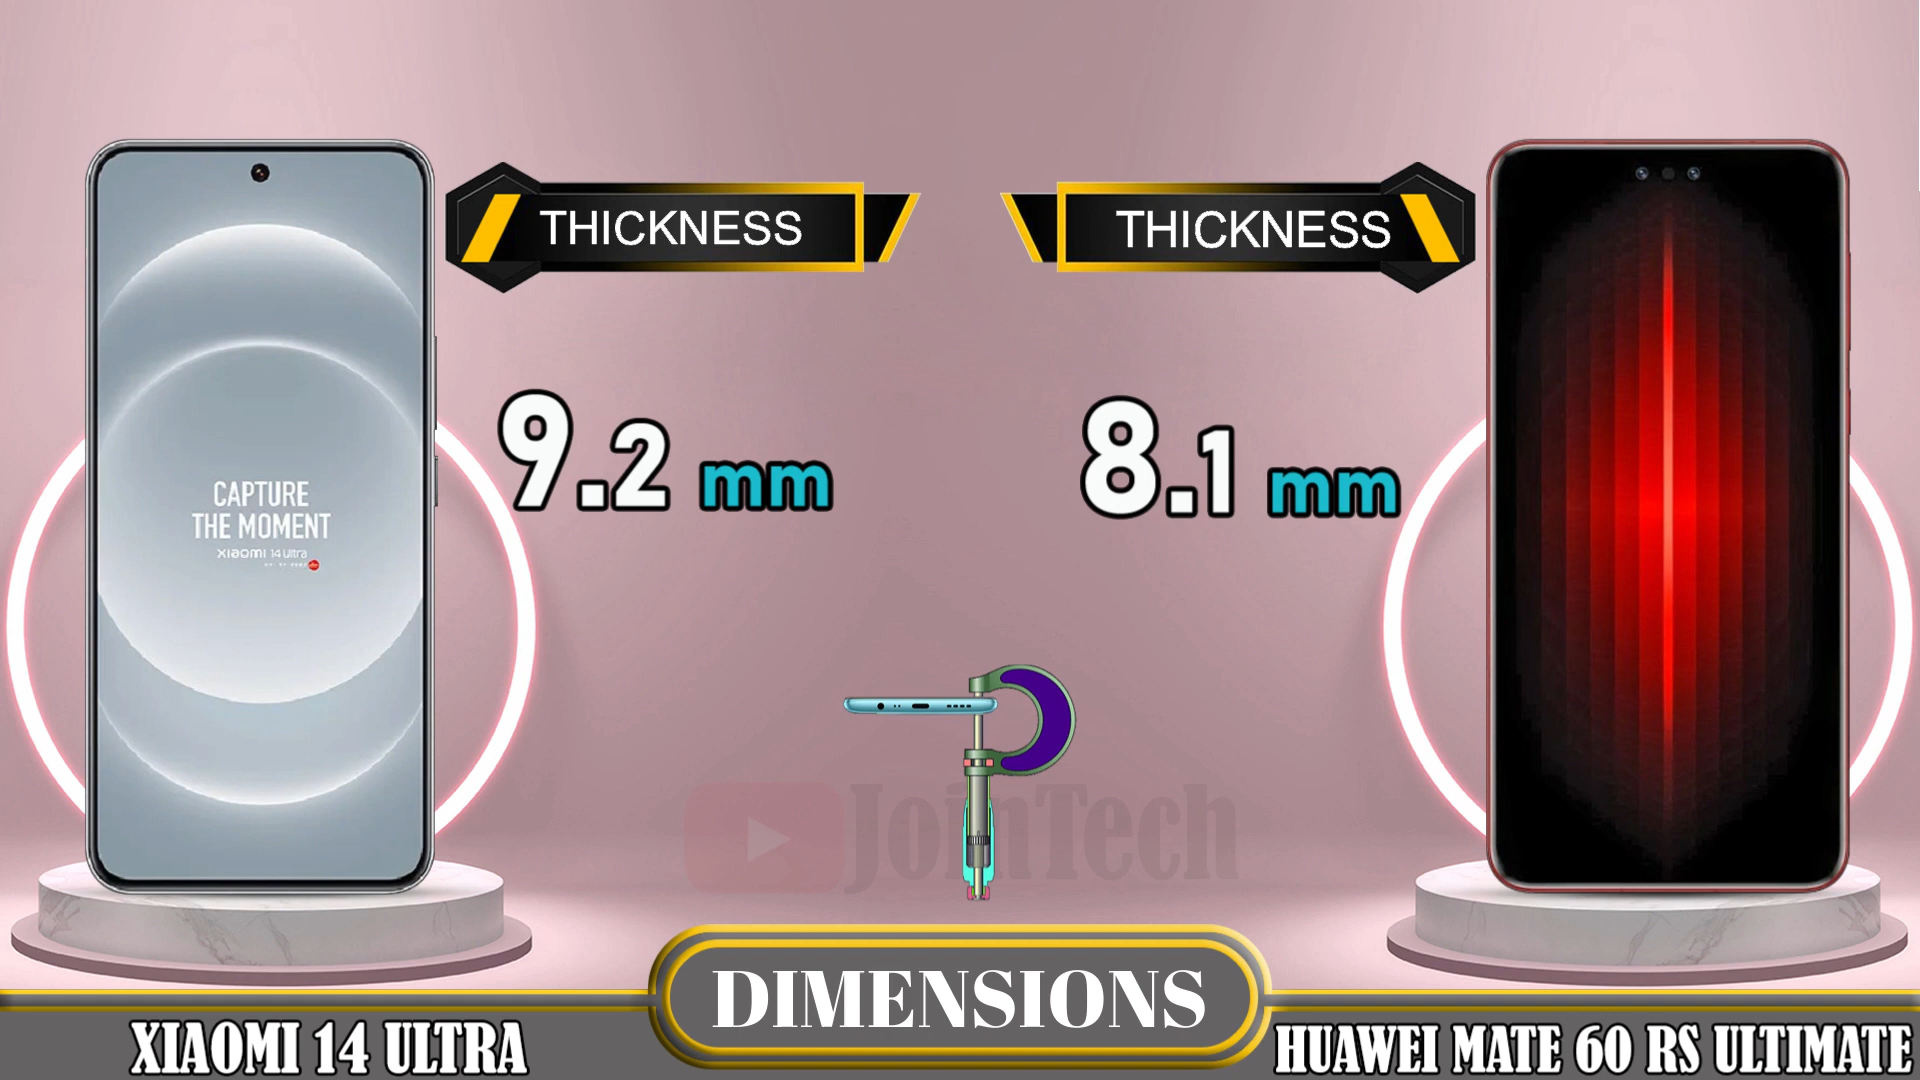 THICKNESS
THICKNESS
9.2 mm
8.1 mm
CAPTURE
THE MOMENT
xiaomi 14 Ultra
JoinTech
DIMENSIONS
XIAOMI 14 ULTRA
HUAWEI MATE 60 RS ULTIMATE